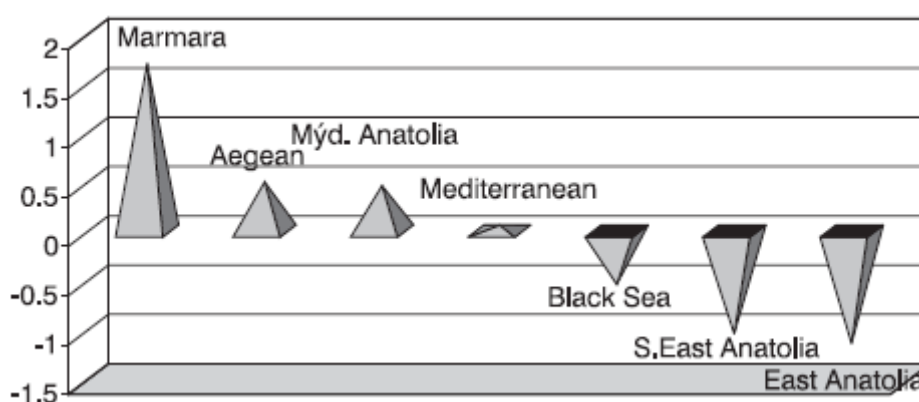 2
Marmara
1.5
1
Mýd. Anatolia
Aegean
0.5
Mediterranean
0
-0.5
Black Sea
-1
S.East Anatolia
East Anatolia
-1.5